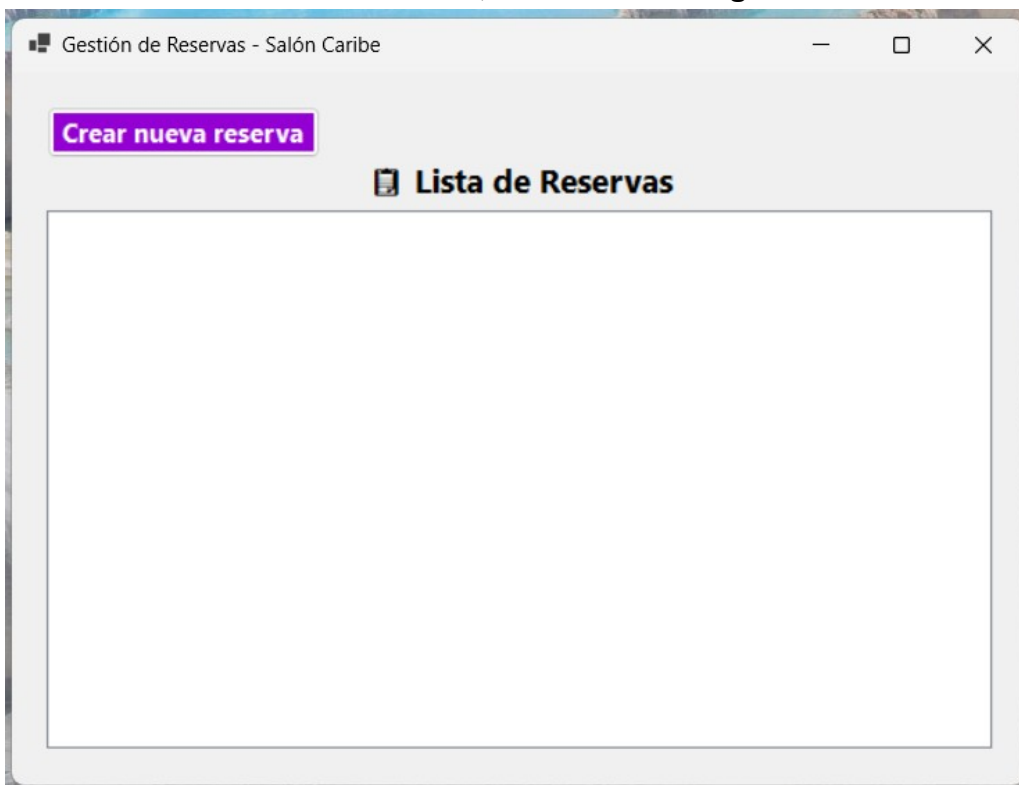 Gestión de Reservas - Salón Caribe
Crear nueva reserva
📋 Lista de Reservas